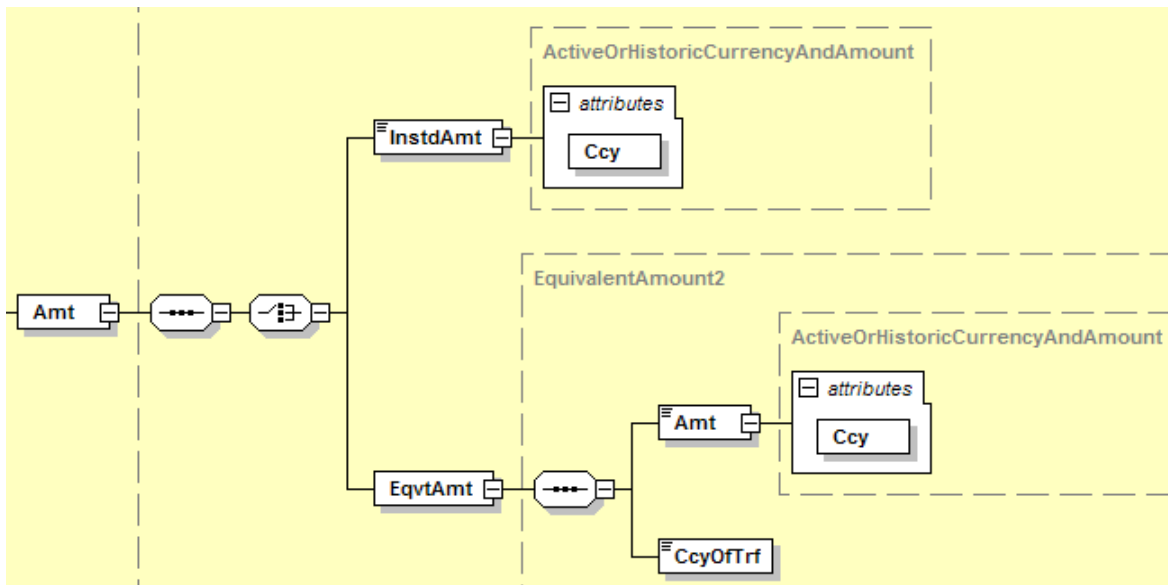 ActiveOrHistoricCurrencyAndAmount
attributes
InstdAmt
Ccy
EquivalentAmount2
Amt
ActiveOrHistoricCurrencyAndAmount
attributes
Amt
Ccy
EqvtAmt
CcyOfTrf